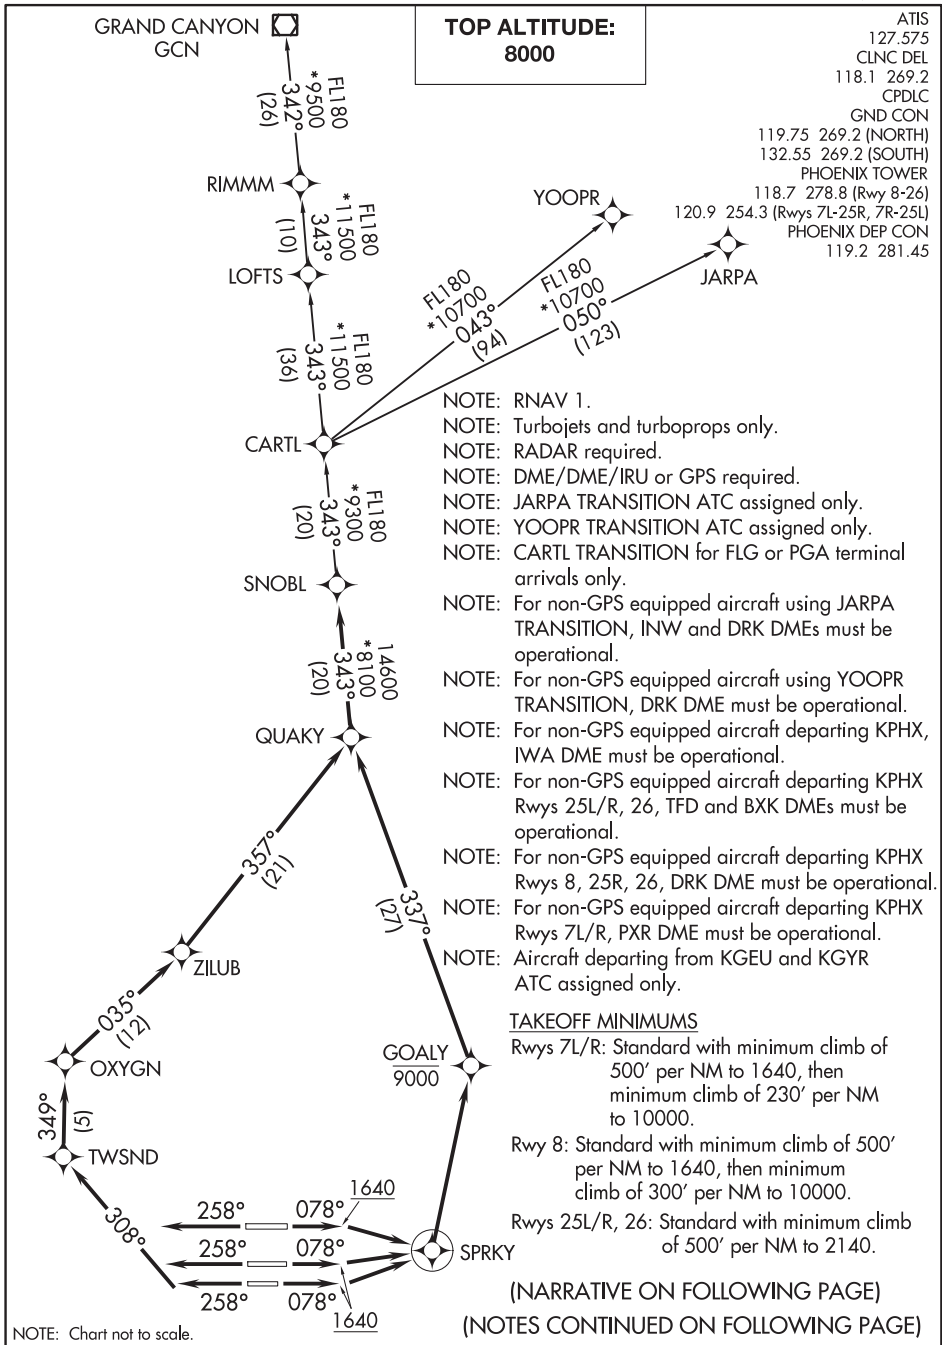 GRAND CANYON
GCN
TOP ALTITUDE:
8000
ATIS
127.575
CLNC DEL
118.1 269.2
CPDLC
GND CON
119.75 269.2 (NORTH)
132.55 269.2 (SOUTH)
PHOENIX TOWER
118.7 278.8 (Rwy 8-26)
120.9 254.3 (Rwys 7L-25R, 7R-25L)
PHOENIX DEP CON
119.2 281.45
FL180
*9500
342°
(26)
RIMMM
FL180
*11500
343°
(10)
LOFTS
YOOPR
JARPA
FL180
*10700
043°
(94)
FL180
*10700
050°
(123)
FL180
*11500
343°
(36)
CARTL
FL180
*9300
343°
(20)
SNOBL
14600
*8100
343°
(20)
QUAKY
NOTE: RNAV 1.
NOTE: Turbojets and turboprops only.
NOTE: RADAR required.
NOTE: DME/DME/IRU or GPS required.
NOTE: JARPA TRANSITION ATC assigned only.
NOTE: YOOPR TRANSITION ATC assigned only.
NOTE: CARTL TRANSITION for FLG or PGA terminal
arrivals only.
NOTE: For non-GPS equipped aircraft using JARPA
TRANSITION, INW and DRK DMEs must be
operational.
NOTE: For non-GPS equipped aircraft using YOOPR
TRANSITION, DRK DME must be operational.
NOTE: For non-GPS equipped aircraft departing KPHX,
IWA DME must be operational.
NOTE: For non-GPS equipped aircraft departing KPHX
Rwys 25L/R, 26, TFD and BXK DMEs must be
operational.
NOTE: For non-GPS equipped aircraft departing KPHX
Rwys 8, 25R, 26, DRK DME must be operational.
NOTE: For non-GPS equipped aircraft departing KPHX
Rwys 7L/R, PXR DME must be operational.
NOTE: Aircraft departing from KGEU and KGYR
ATC assigned only.
357°
(21)
337°
(27)
ZILUB
035°
(12)
OXYGN
GOALY
9000
349°
(5)
TWSND
308°
TAKEOFF MINIMUMS
Rwys 7L/R: Standard with minimum climb of
500' per NM to 1640, then
minimum climb of 230' per NM
to 10000.
Rwy 8: Standard with minimum climb of 500'
per NM to 1640, then minimum
climb of 300' per NM to 10000.
Rwys 25L/R, 26: Standard with minimum climb
of 500' per NM to 2140.
1640
258° 078°
258° 078°
258° 078°
1640
SPRKY
(NARRATIVE ON FOLLOWING PAGE)
(NOTES CONTINUED ON FOLLOWING PAGE)
NOTE: Chart not to scale.